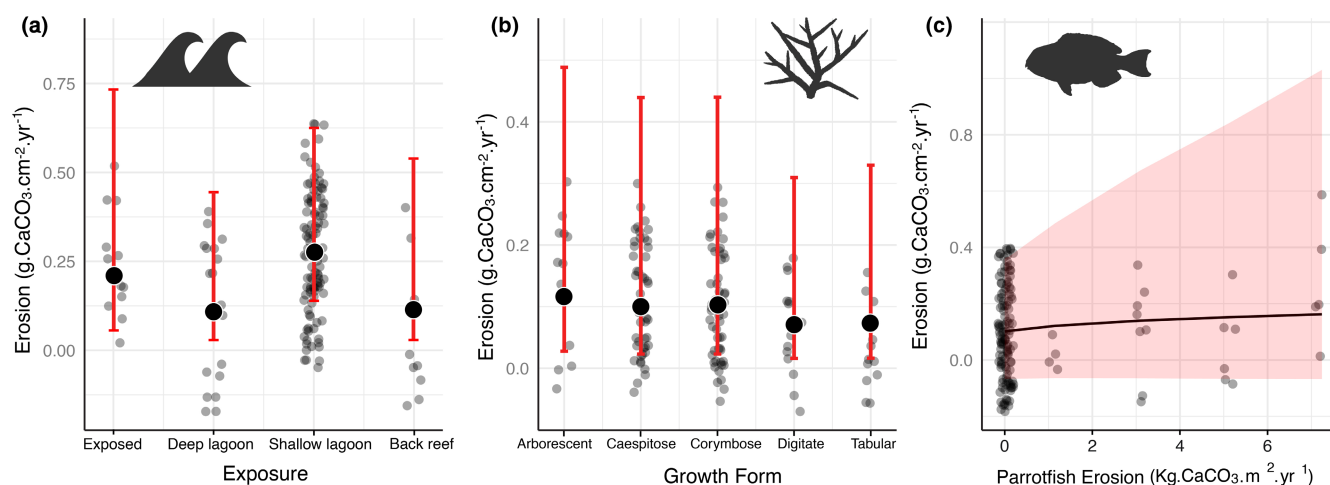 (a)
Erosion (g.CaCO₃.cm⁻².yr⁻¹)
0.75
0.50
0.25
0.00
Exposed Deep lagoon Shallow lagoon Back reef
Exposure
(b)
Erosion (g.CaCO₃.cm⁻².yr⁻¹)
0.4
0.2
0.0
Arborescent Caespitose Corymbose Digitate Tabular
Growth Form
(c)
Erosion (g.CaCO₃.cm⁻².yr⁻¹)
0.8
0.4
0.0
0 2 4 6
Parrotfish Erosion (Kg.CaCO₃.m ².yr ¹)